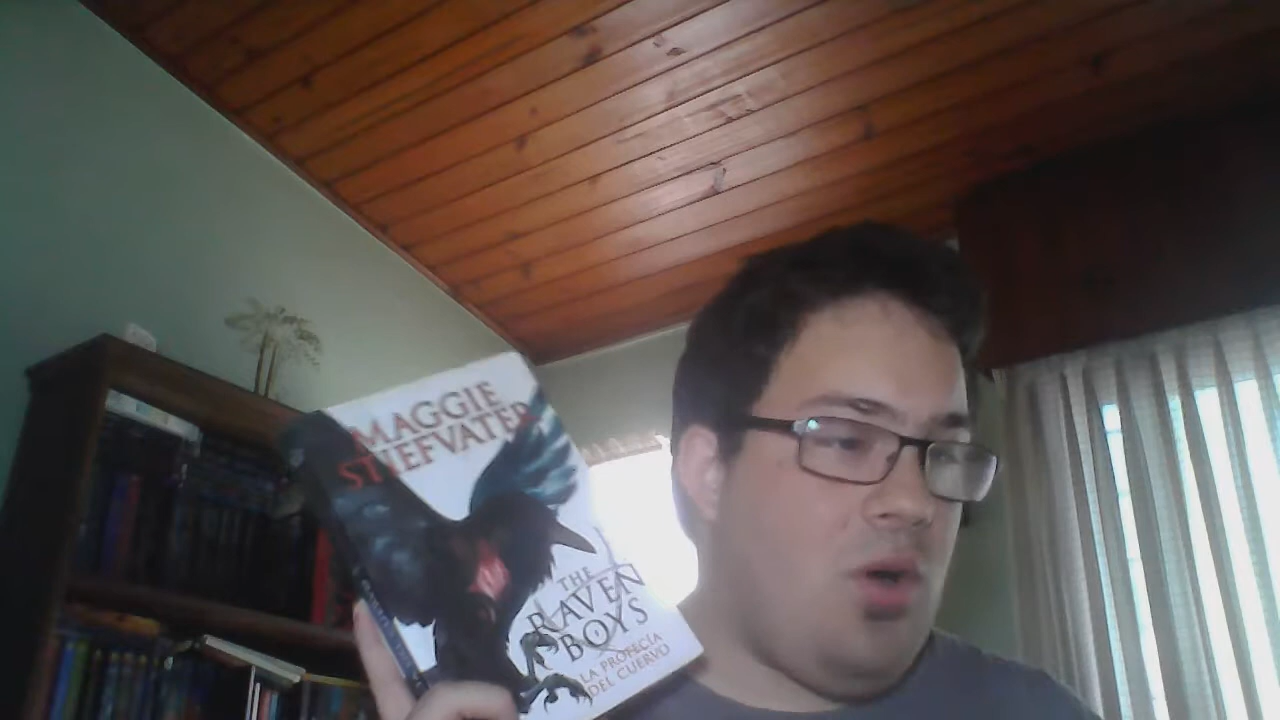 MAGGIE
STIEFVATER
THE
RAVEN
BOYS
LA PROFECÍA
DEL CUERVO